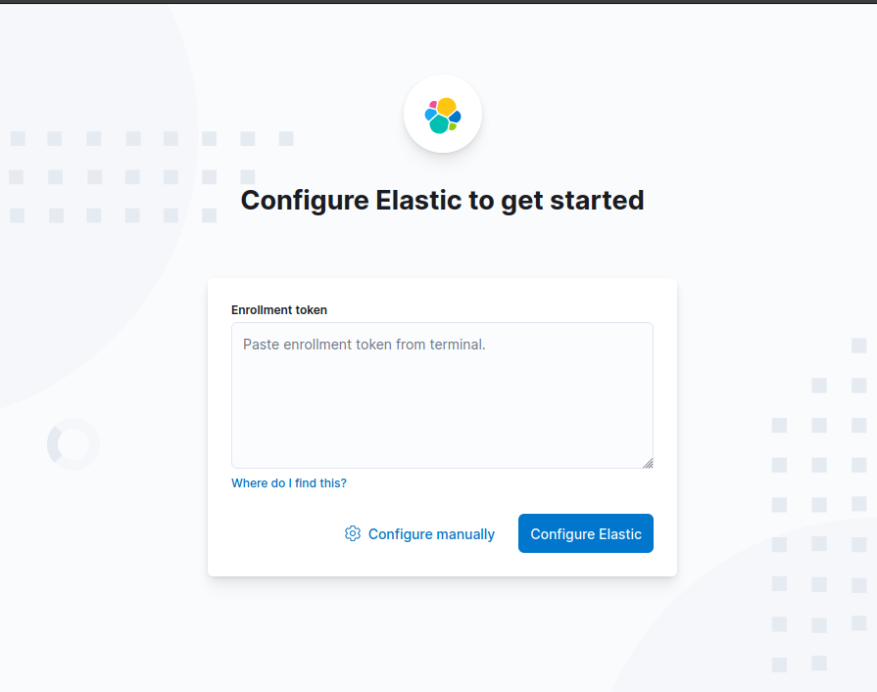 Configure Elastic to get started
Enrollment token
Paste enrollment token from terminal.
Where do I find this?
Configure manually
Configure Elastic